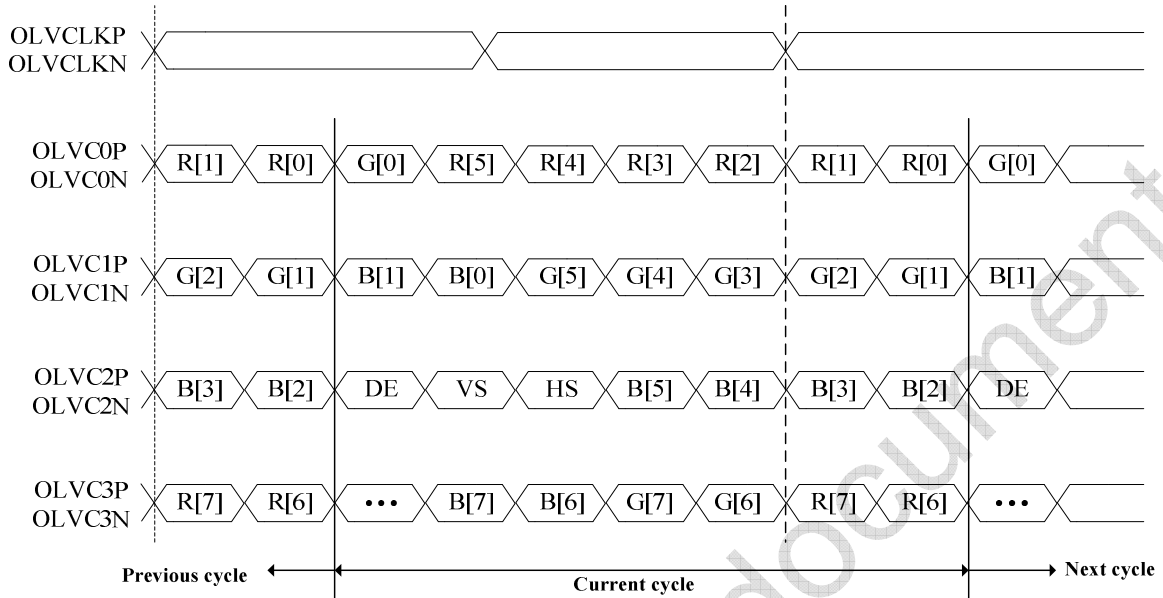 OLVCLKP
OLVCLKN
OLVC0P
OLVC0N
R[1] R[0] G[0] R[5] R[4] R[3] R[2] R[1] R[0] G[0]
OLVC1P
OLVC1N
G[2] G[1] B[1] B[0] G[5] G[4] G[3] G[2] G[1] B[1]
OLVC2P
OLVC2N
B[3] B[2] DE VS HS B[5] B[4] B[3] B[2] DE
OLVC3P
OLVC3N
R[7] R[6] ••• B[7] B[6] G[7] G[6] R[7] R[6] •••
Previous cycle Current cycle Next cycle
document